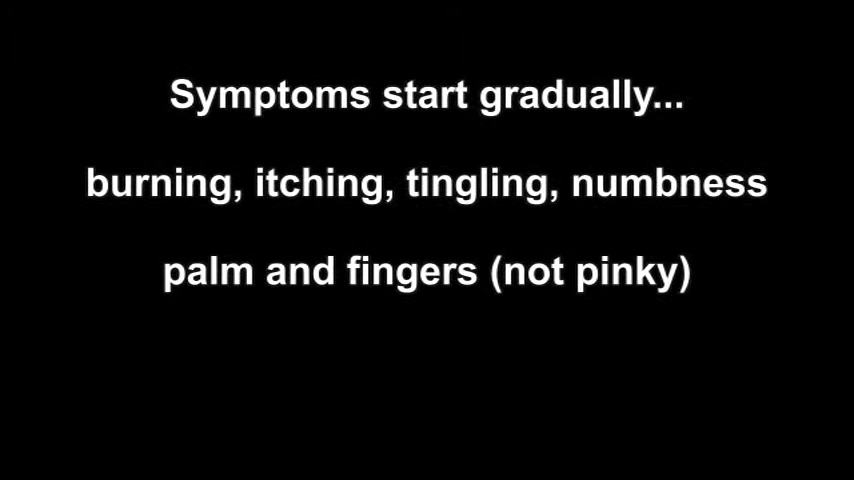 Symptoms start gradually...
burning, itching, tingling, numbness
palm and fingers (not pinky)